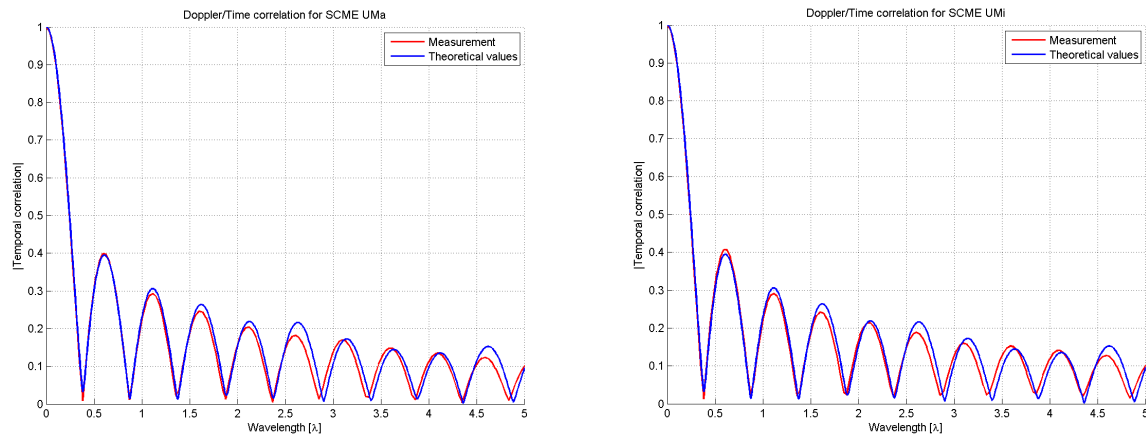 Doppler/Time correlation for SCME UMa
|Temporal correlation|
1
0.9
0.8
0.7
0.6
0.5
0.4
0.3
0.2
0.1
0
Measurement
Theoretical values
0 0.5 1 1.5 2 2.5 3 3.5 4 4.5 5
Wavelength [λ]
Doppler/Time correlation for SCME UMi
|Temporal correlation|
1
0.9
0.8
0.7
0.6
0.5
0.4
0.3
0.2
0.1
0
Measurement
Theoretical values
0 0.5 1 1.5 2 2.5 3 3.5 4 4.5 5
Wavelength [λ]